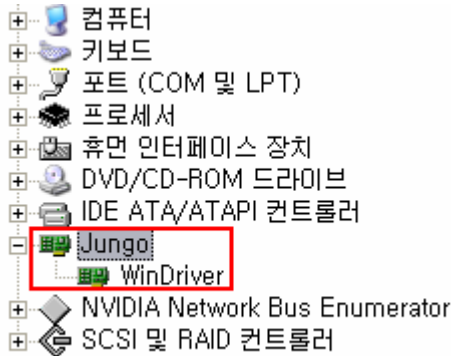 컴퓨터
키보드
포트 (COM 및 LPT)
프로세서
휴먼 인터페이스 장치
DVD/CD-ROM 드라이브
IDE ATA/ATAPI 컨트롤러
Jungo
WinDriver
NVIDIA Network Bus Enumerator
SCSI 및 RAID 컨트롤러